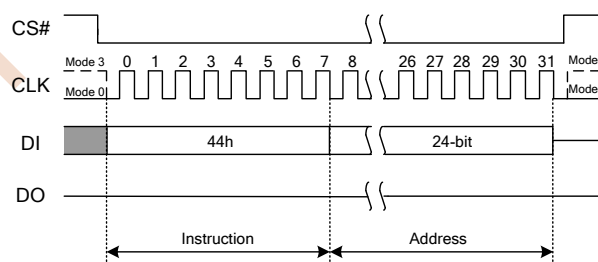 CS#
Mode 3 0 1 2 3 4 5 6 7 8 26 27 28 29 30 31 Mode
CLK
Mode 0 Mode
DI 44h 24-bit
DO
Instruction Address